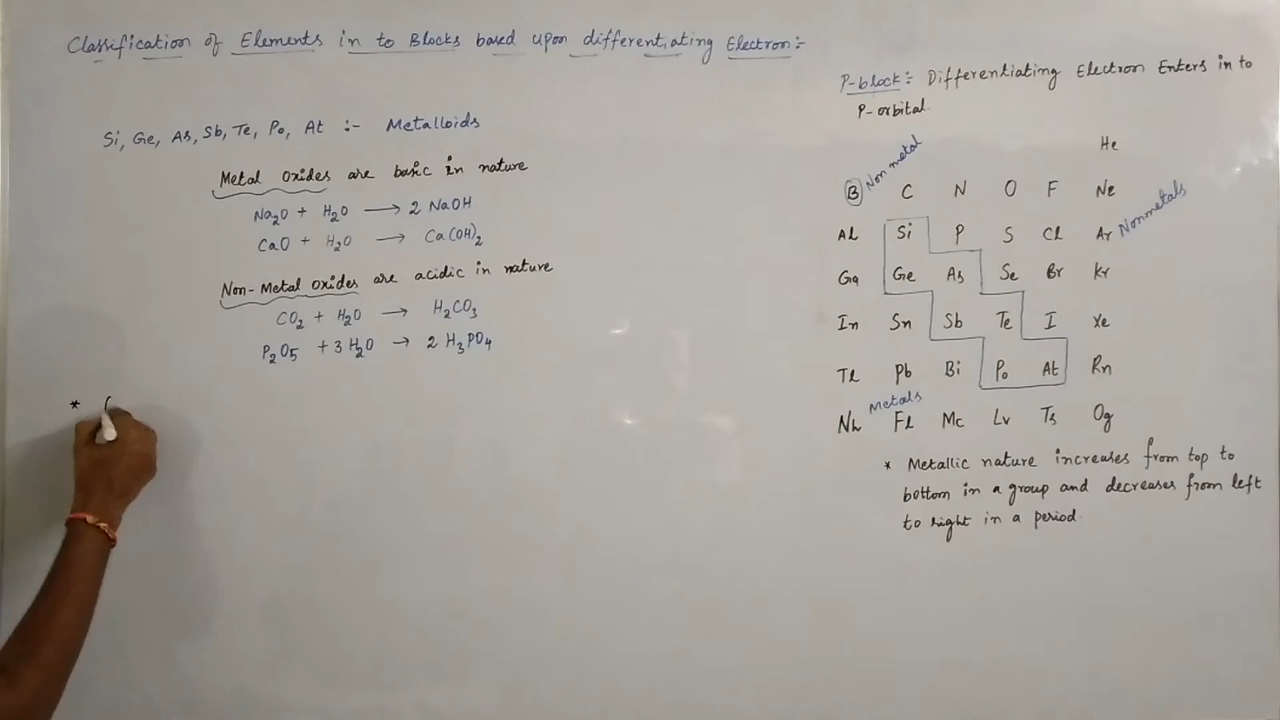 Classification of Elements in to Blocks based upon differentiating Electron:-
Si, Ge, As, Sb, Te, Po, At :- Metalloids
Metal oxides are basic in nature
Na2O + H2O → 2 NaOH
CaO + H2O → Ca(OH)2
Non-Metal oxides are acidic in nature
CO2 + H2O → H2CO3
P2O5 + 3 H2O → 2 H3PO4
*
P-block:- Differentiating Electron Enters in to
P-orbital.
He
B Non metal C N O F Ne
Al Si P S Cl Ar Nonmetals
Ga Ge As Se Br Kr
In Sn Sb Te I Xe
Tl Pb Bi Po At Rn
Metals
Nh Fl Mc Lv Ts Og
* Metallic nature increases from top to
bottom in a group and decreases from left
to right in a period.